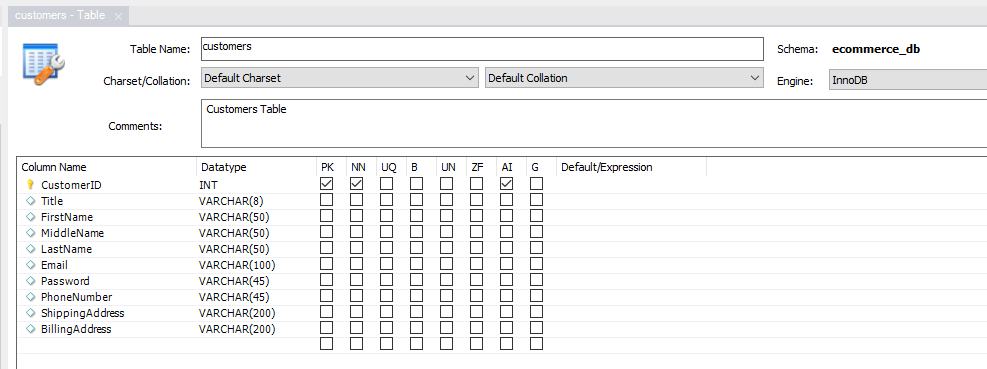 customers - Table
Table Name: customers Schema: ecommerce_db
Charset/Collation: Default Charset Default Collation Engine: InnoDB
Comments: Customers Table
Column Name Datatype PK NN UQ B UN ZF AI G Default/Expression
CustomerID INT
Title VARCHAR(8)
FirstName VARCHAR(50)
MiddleName VARCHAR(50)
LastName VARCHAR(50)
Email VARCHAR(100)
Password VARCHAR(45)
PhoneNumber VARCHAR(45)
ShippingAddress VARCHAR(200)
BillingAddress VARCHAR(200)